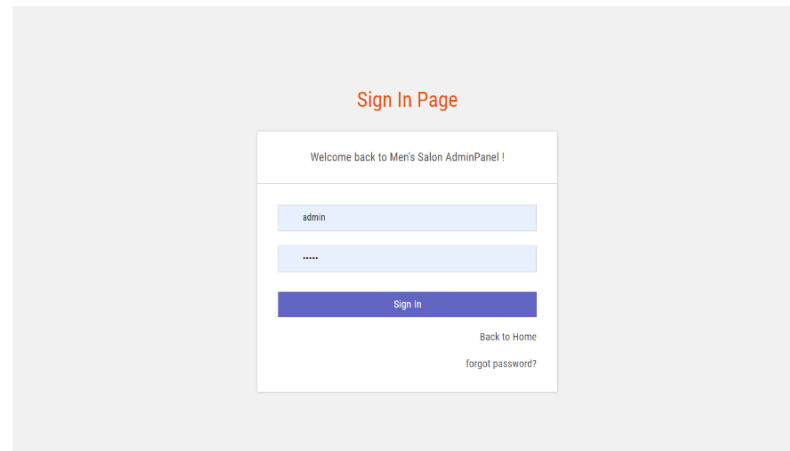 Sign In Page
Welcome back to Men's Salon AdminPanel !
admin
•••••
Sign In
Back to Home
forgot password?